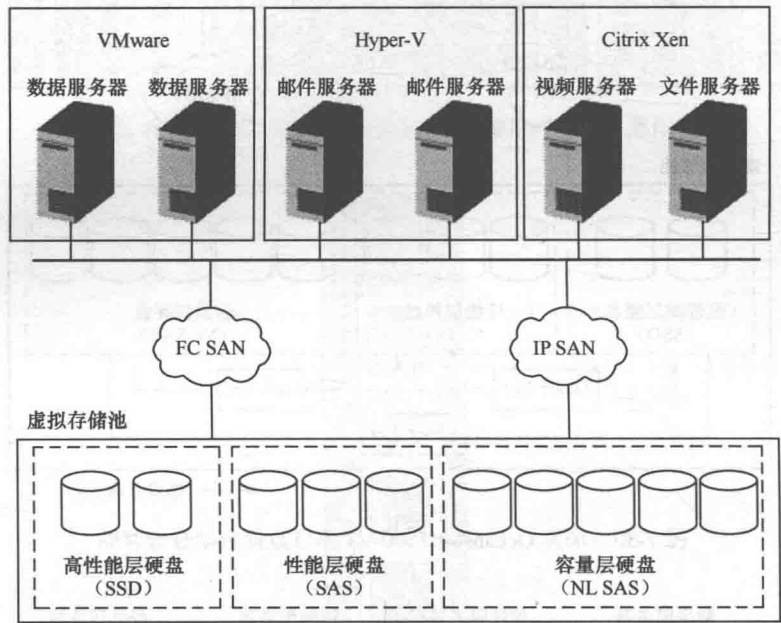 VMware
Hyper-V
Citrix Xen
数据服务器
数据服务器
邮件服务器
邮件服务器
视频服务器
文件服务器
FC SAN
IP SAN
虚拟存储池
高性能层硬盘
（SSD）
性能层硬盘
（SAS）
容量层硬盘
（NL SAS）